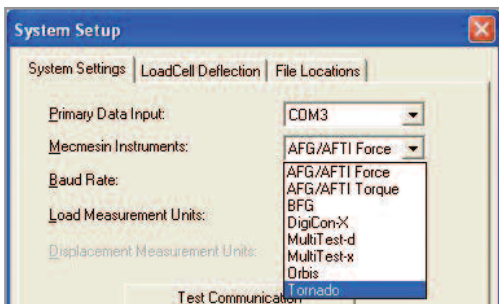 System Setup
System Settings
LoadCell Deflection
File Locations
Primary Data Input:
COM3
Mecmesin Instruments:
AFG/AFTI Force
AFG/AFTI Force
AFG/AFTI Torque
BFG
DigiCon-X
MultiTest-d
MultiTest-x
Orbis
Tornado
Baud Rate:
Load Measurement Units:
Displacement Measurement Units:
Test Communication